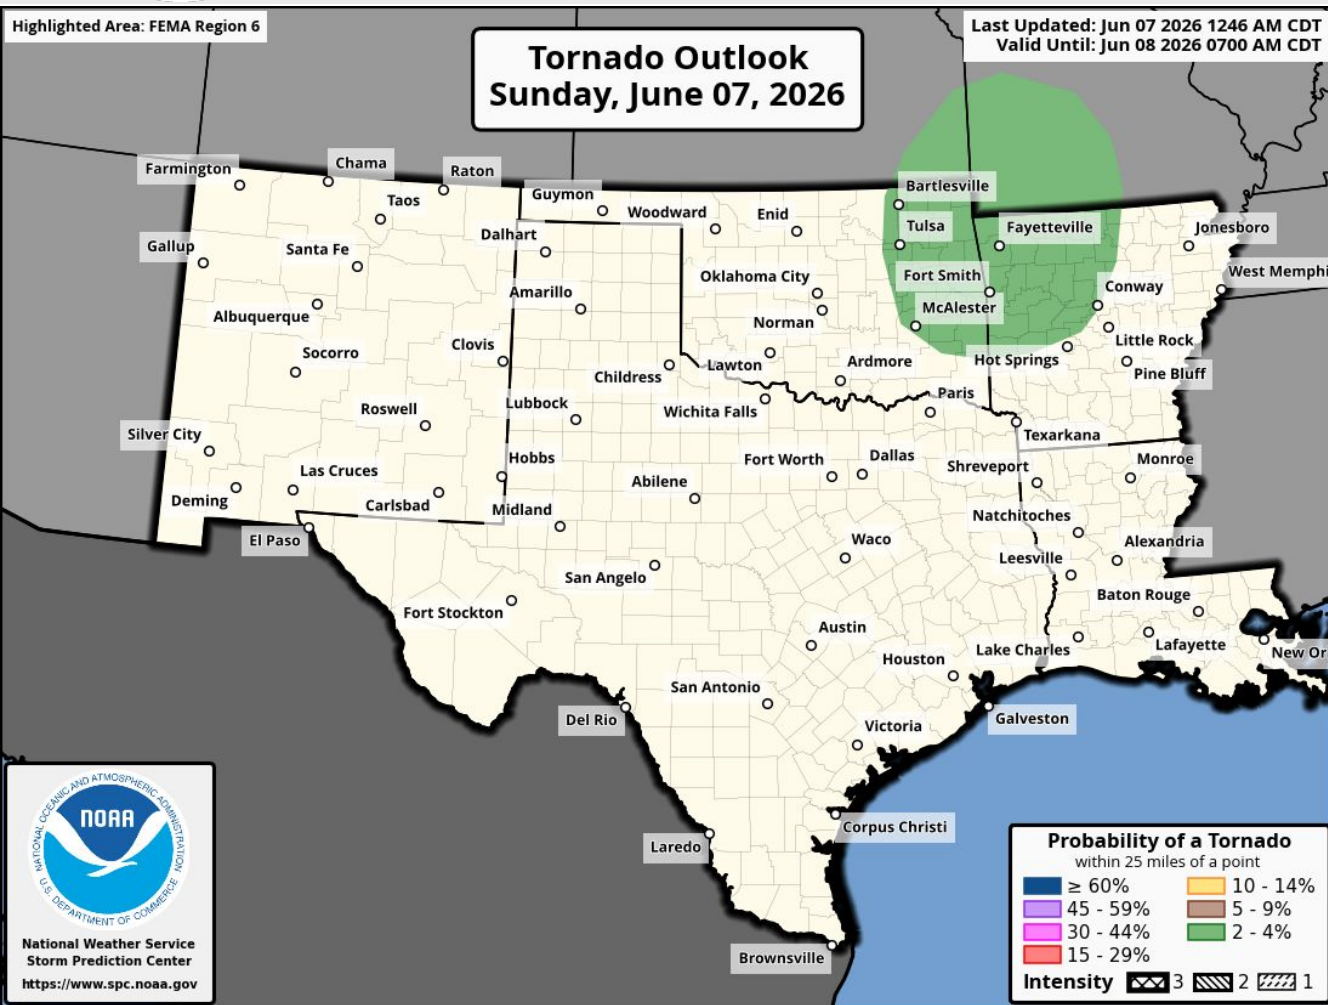 Highlighted Area: FEMA Region 6
Tornado Outlook
Sunday, June 07, 2026
Last Updated: Jun 07 2026 1246 AM CDT
Valid Until: Jun 08 2026 0700 AM CDT
Farmington
Chama
Raton
Taos
Guymon
Woodward
Enid
Bartlesville
Tulsa
Fayetteville
Jonesboro
Gallup
Santa Fe
Dalhart
Oklahoma City
Fort Smith
Conway
West Memphi
Amarillo
Albuquerque
Norman
McAlester
Little Rock
Socorro
Clovis
Childress
Lawton
Ardmore
Hot Springs
Pine Bluff
Roswell
Lubbock
Wichita Falls
Paris
Texarkana
Silver City
Las Cruces
Hobbs
Abilene
Fort Worth
Dallas
Shreveport
Monroe
Deming
Carlsbad
Midland
Natchitoches
El Paso
Waco
Leesville
Alexandria
San Angelo
Fort Stockton
Baton Rouge
Austin
Houston
Lake Charles
Lafayette
New Or
San Antonio
Del Rio
Victoria
Galveston
Laredo
Corpus Christi
Brownsville
NATIONAL OCEANIC AND ATMOSPHERIC ADMINISTRATION
NOAA
U.S. DEPARTMENT OF COMMERCE
National Weather Service
Storm Prediction Center
https://www.spc.noaa.gov
Probability of a Tornado
within 25 miles of a point
≥ 60% 10 - 14%
45 - 59% 5 - 9%
30 - 44% 2 - 4%
15 - 29%
Intensity 3 2 1